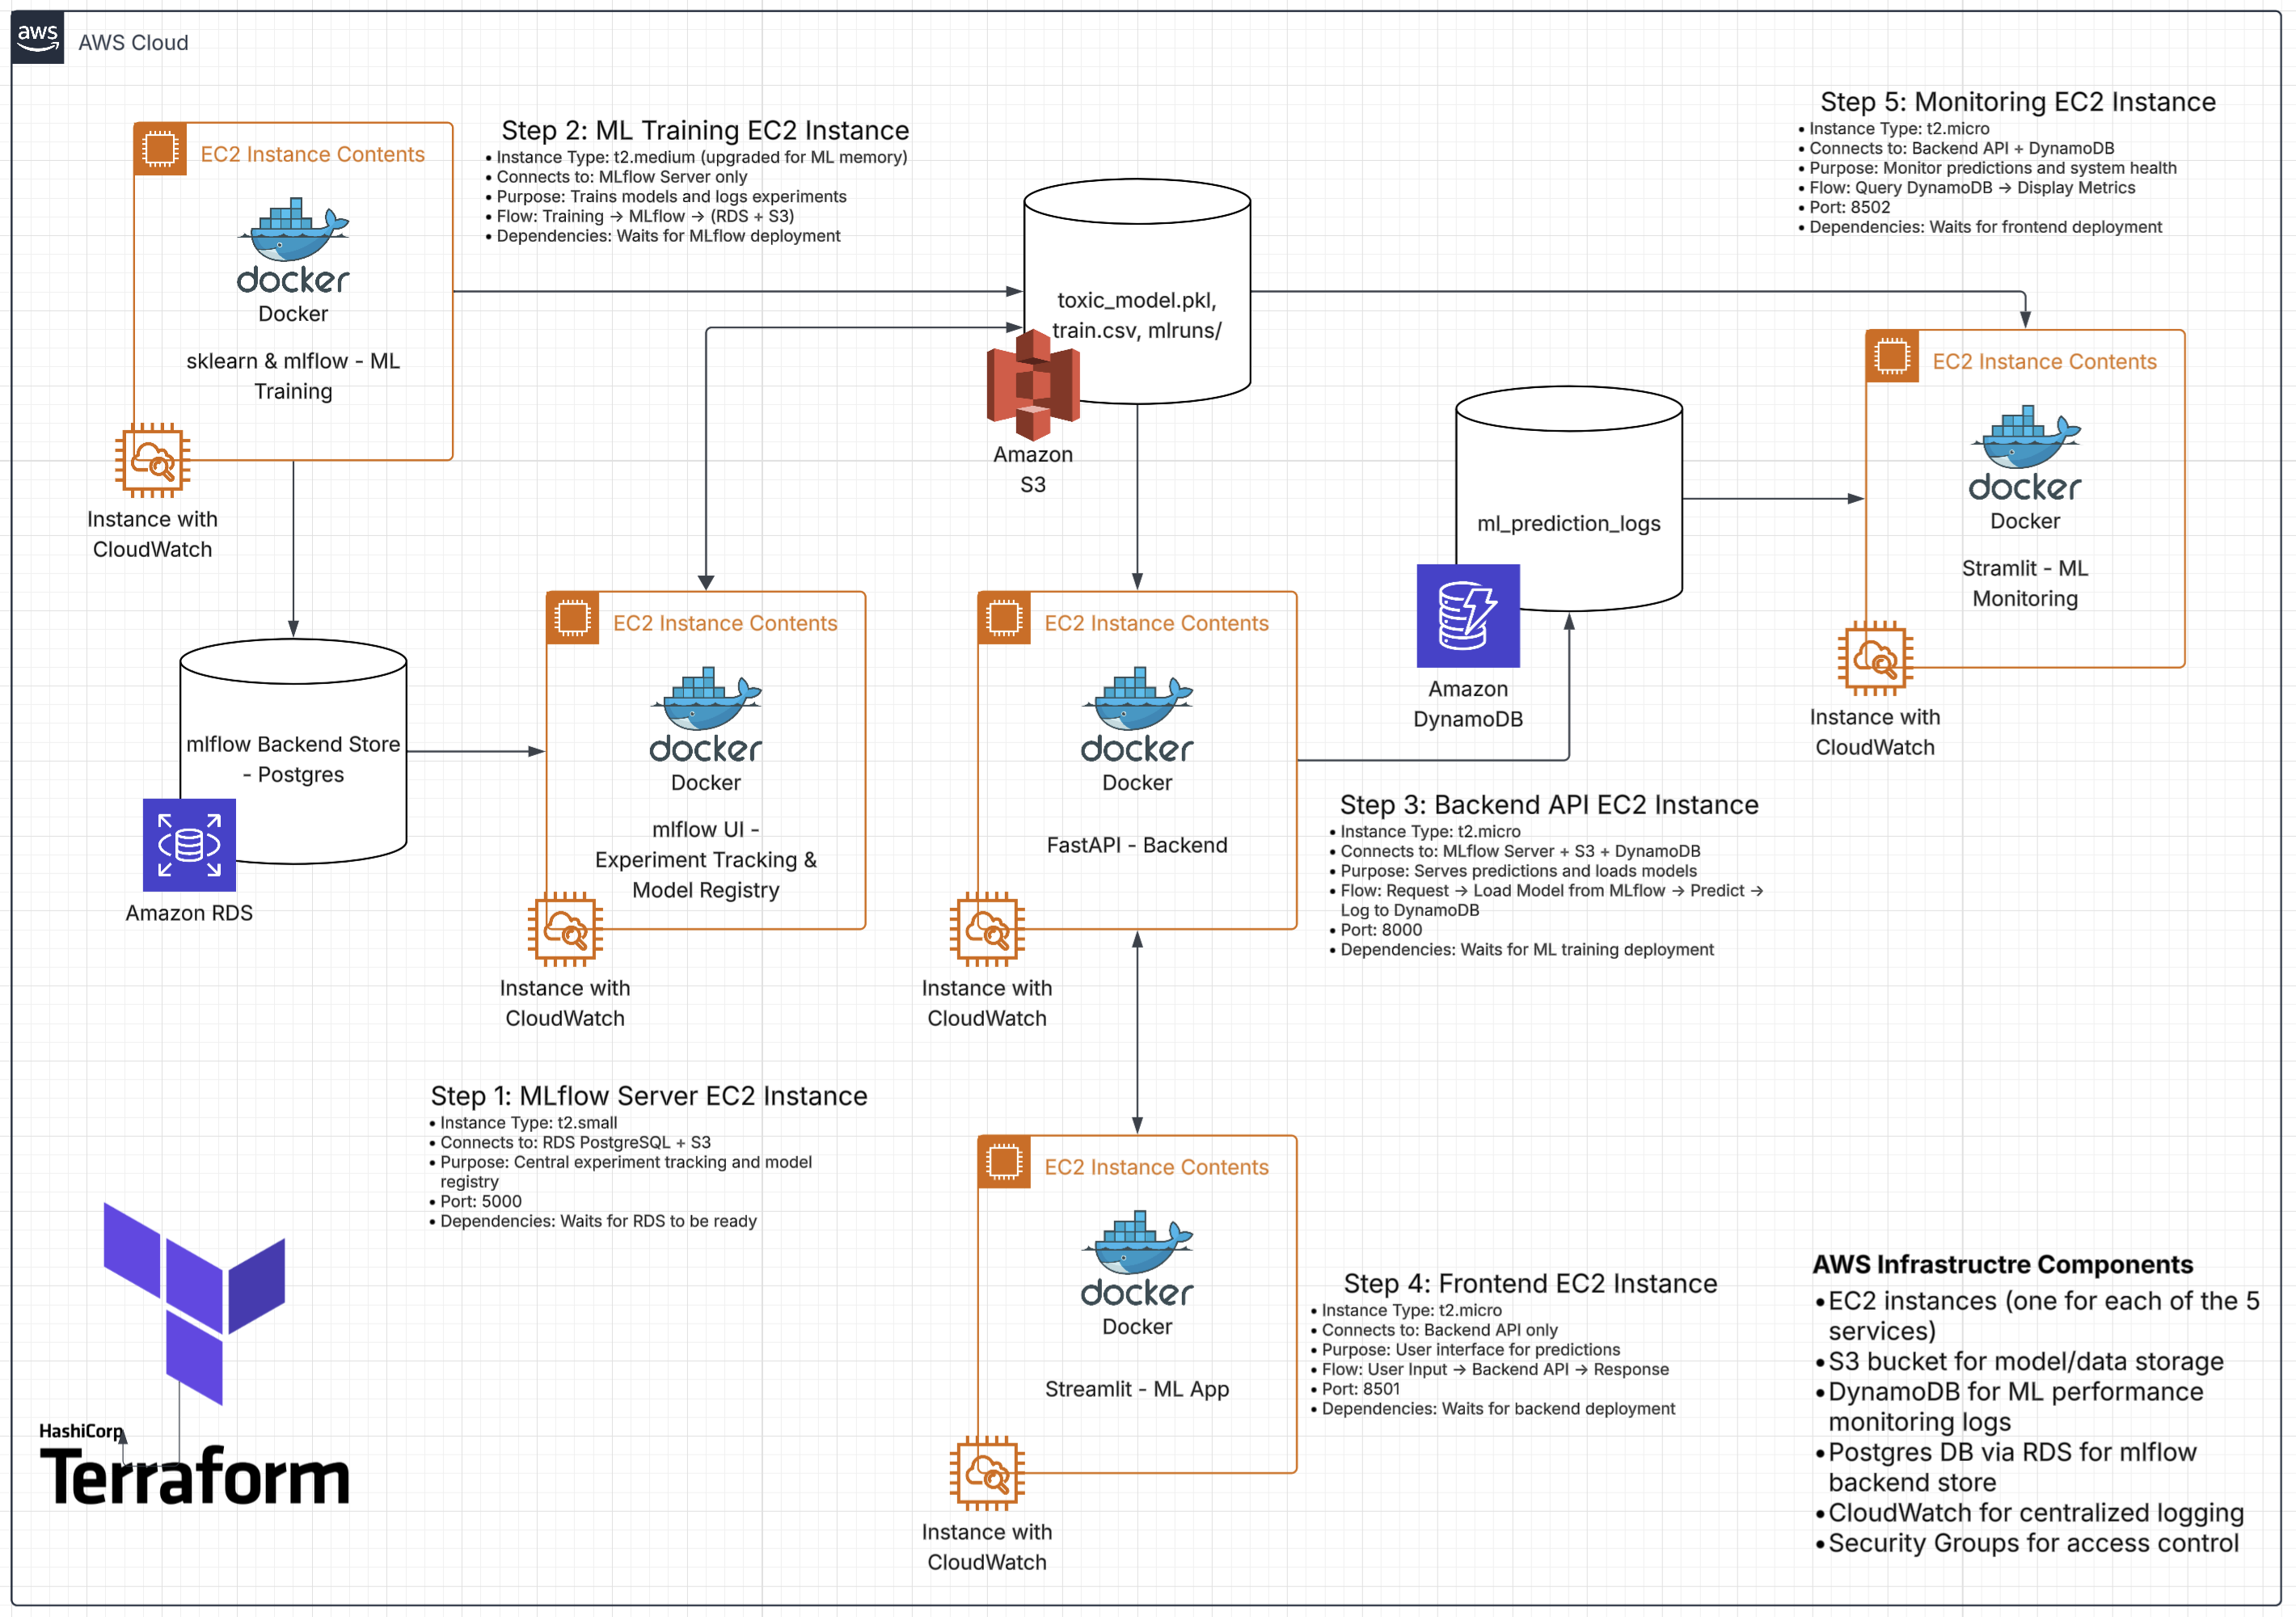 aws
AWS Cloud
EC2 Instance Contents
docker
Docker
sklearn & mlflow - ML
Training
Instance with
CloudWatch
Step 2: ML Training EC2 Instance
• Instance Type: t2.medium (upgraded for ML memory)
• Connects to: MLflow Server only
• Purpose: Trains models and logs experiments
• Flow: Training → MLflow → (RDS + S3)
• Dependencies: Waits for MLflow deployment
toxic_model.pkl,
train.csv, mlruns/
Amazon
S3
Step 5: Monitoring EC2 Instance
• Instance Type: t2.micro
• Connects to: Backend API + DynamoDB
• Purpose: Monitor predictions and system health
• Flow: Query DynamoDB → Display Metrics
• Port: 8502
• Dependencies: Waits for frontend deployment
EC2 Instance Contents
docker
Docker
Stramlit - ML
Monitoring
Instance with
CloudWatch
ml_prediction_logs
Amazon
DynamoDB
mlflow Backend Store
- Postgres
Amazon RDS
EC2 Instance Contents
docker
Docker
mlflow UI -
Experiment Tracking &
Model Registry
Instance with
CloudWatch
EC2 Instance Contents
docker
Docker
FastAPI - Backend
Instance with
CloudWatch
Step 3: Backend API EC2 Instance
• Instance Type: t2.micro
• Connects to: MLflow Server + S3 + DynamoDB
• Purpose: Serves predictions and loads models
• Flow: Request → Load Model from MLflow → Predict →
Log to DynamoDB
• Port: 8000
• Dependencies: Waits for ML training deployment
Step 1: MLflow Server EC2 Instance
• Instance Type: t2.small
• Connects to: RDS PostgreSQL + S3
• Purpose: Central experiment tracking and model
registry
• Port: 5000
• Dependencies: Waits for RDS to be ready
EC2 Instance Contents
docker
Docker
Streamlit - ML App
Instance with
CloudWatch
Step 4: Frontend EC2 Instance
• Instance Type: t2.micro
• Connects to: Backend API only
• Purpose: User interface for predictions
• Flow: User Input → Backend API → Response
• Port: 8501
• Dependencies: Waits for backend deployment
HashiCorp
Terraform
AWS Infrastructre Components
• EC2 instances (one for each of the 5
services)
• S3 bucket for model/data storage
• DynamoDB for ML performance
monitoring logs
• Postgres DB via RDS for mlflow
backend store
• CloudWatch for centralized logging
• Security Groups for access control